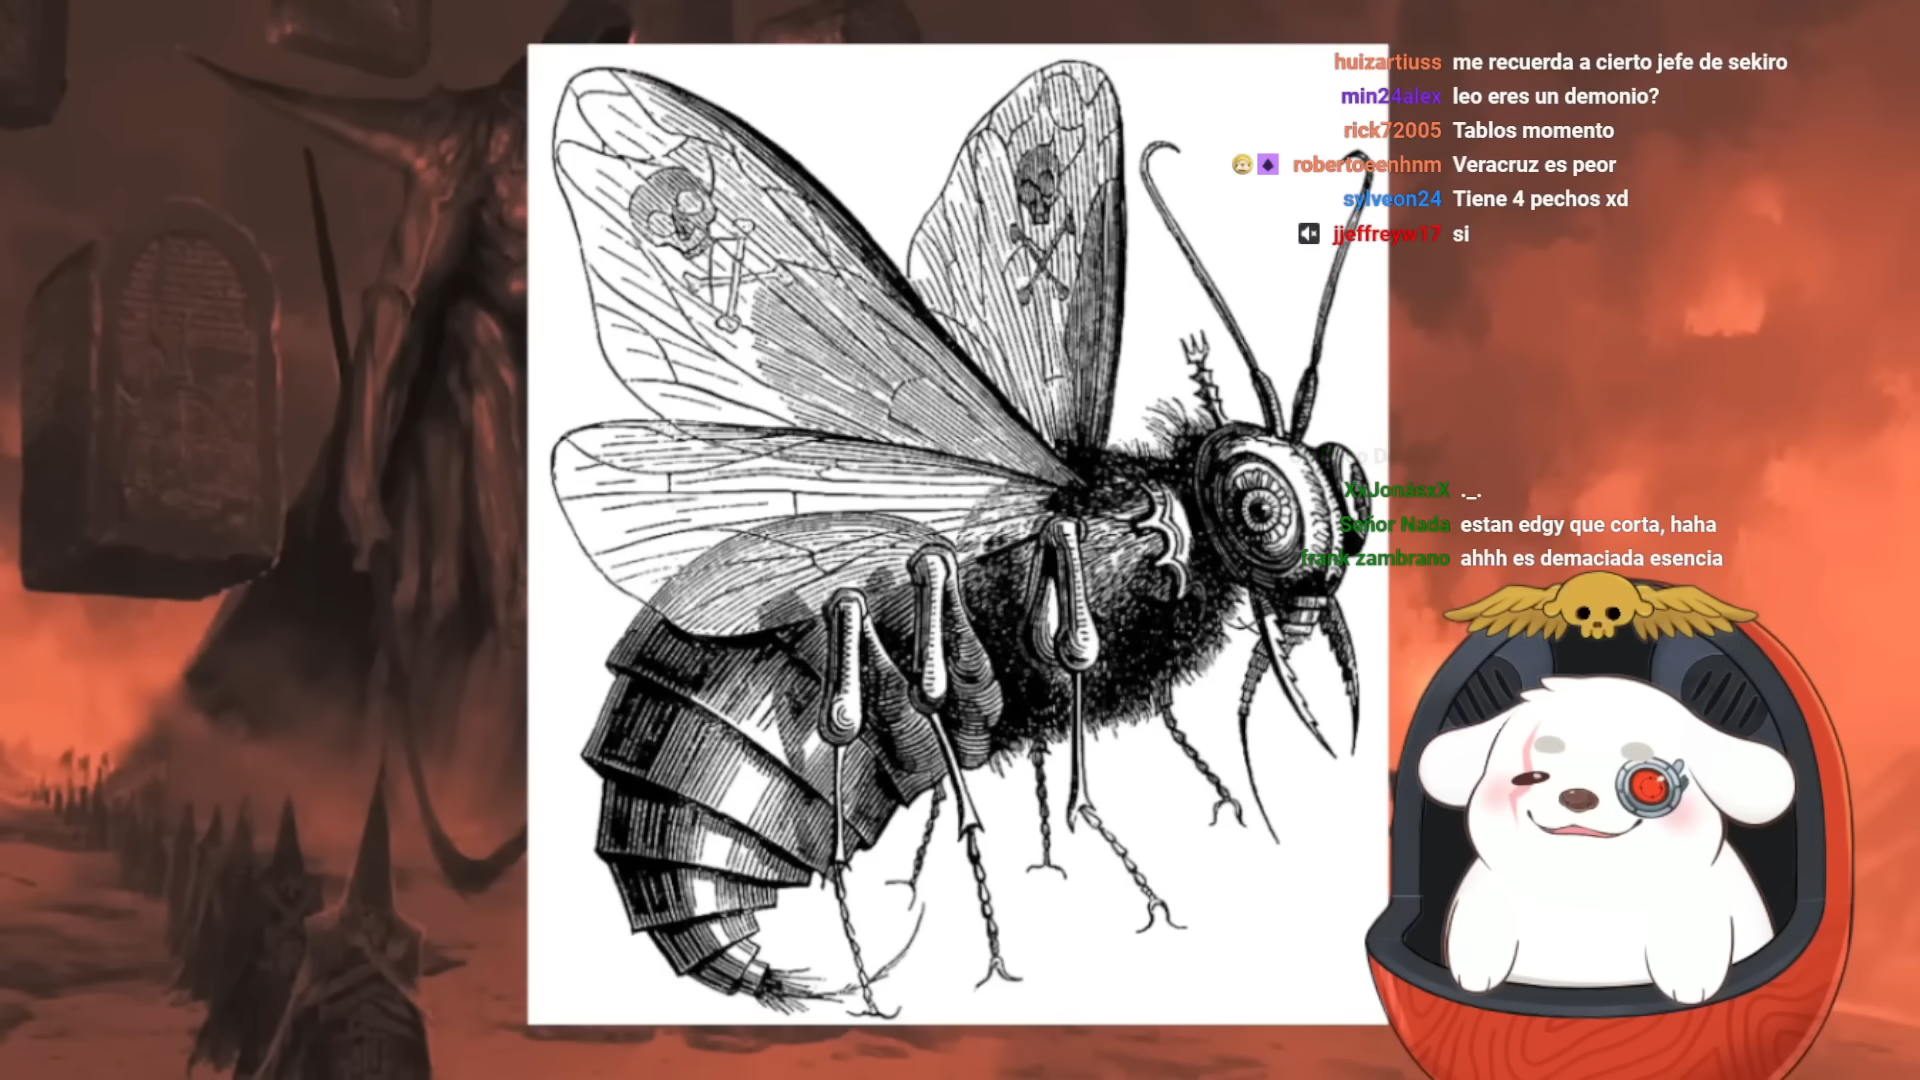 huizartiuss me recuerda a cierto jefe de sekiro
min24alex leo eres un demonio?
rick72005 Tablos momento
robertoeenhnm Veracruz es peor
sylveon24 Tiene 4 pechos xd
jjeffreyw17 si
XxJonásxX ._.
Señor Nada estan edgy que corta, haha
frank zambrano ahhh es demaciada esencia